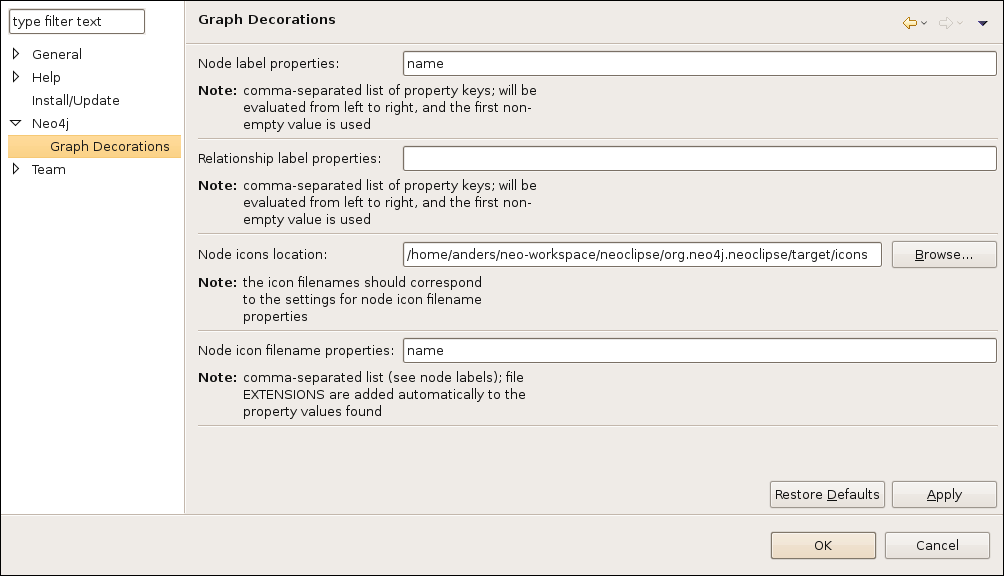 type filter text
General
Help
Install/Update
Neo4j
Graph Decorations
Team
Graph Decorations
Node label properties: name
Note: comma-separated list of property keys; will be
evaluated from left to right, and the first non-
empty value is used
Relationship label properties:
Note: comma-separated list of property keys; will be
evaluated from left to right, and the first non-
empty value is used
Node icons location: /home/anders/neo-workspace/neoclipse/org.neo4j.neoclipse/target/icons Browse...
Note: the icon filenames should correspond
to the settings for node icon filename
properties
Node icon filename properties: name
Note: comma-separated list (see node labels); file
EXTENSIONS are added automatically to the
property values found
Restore Defaults Apply
OK Cancel